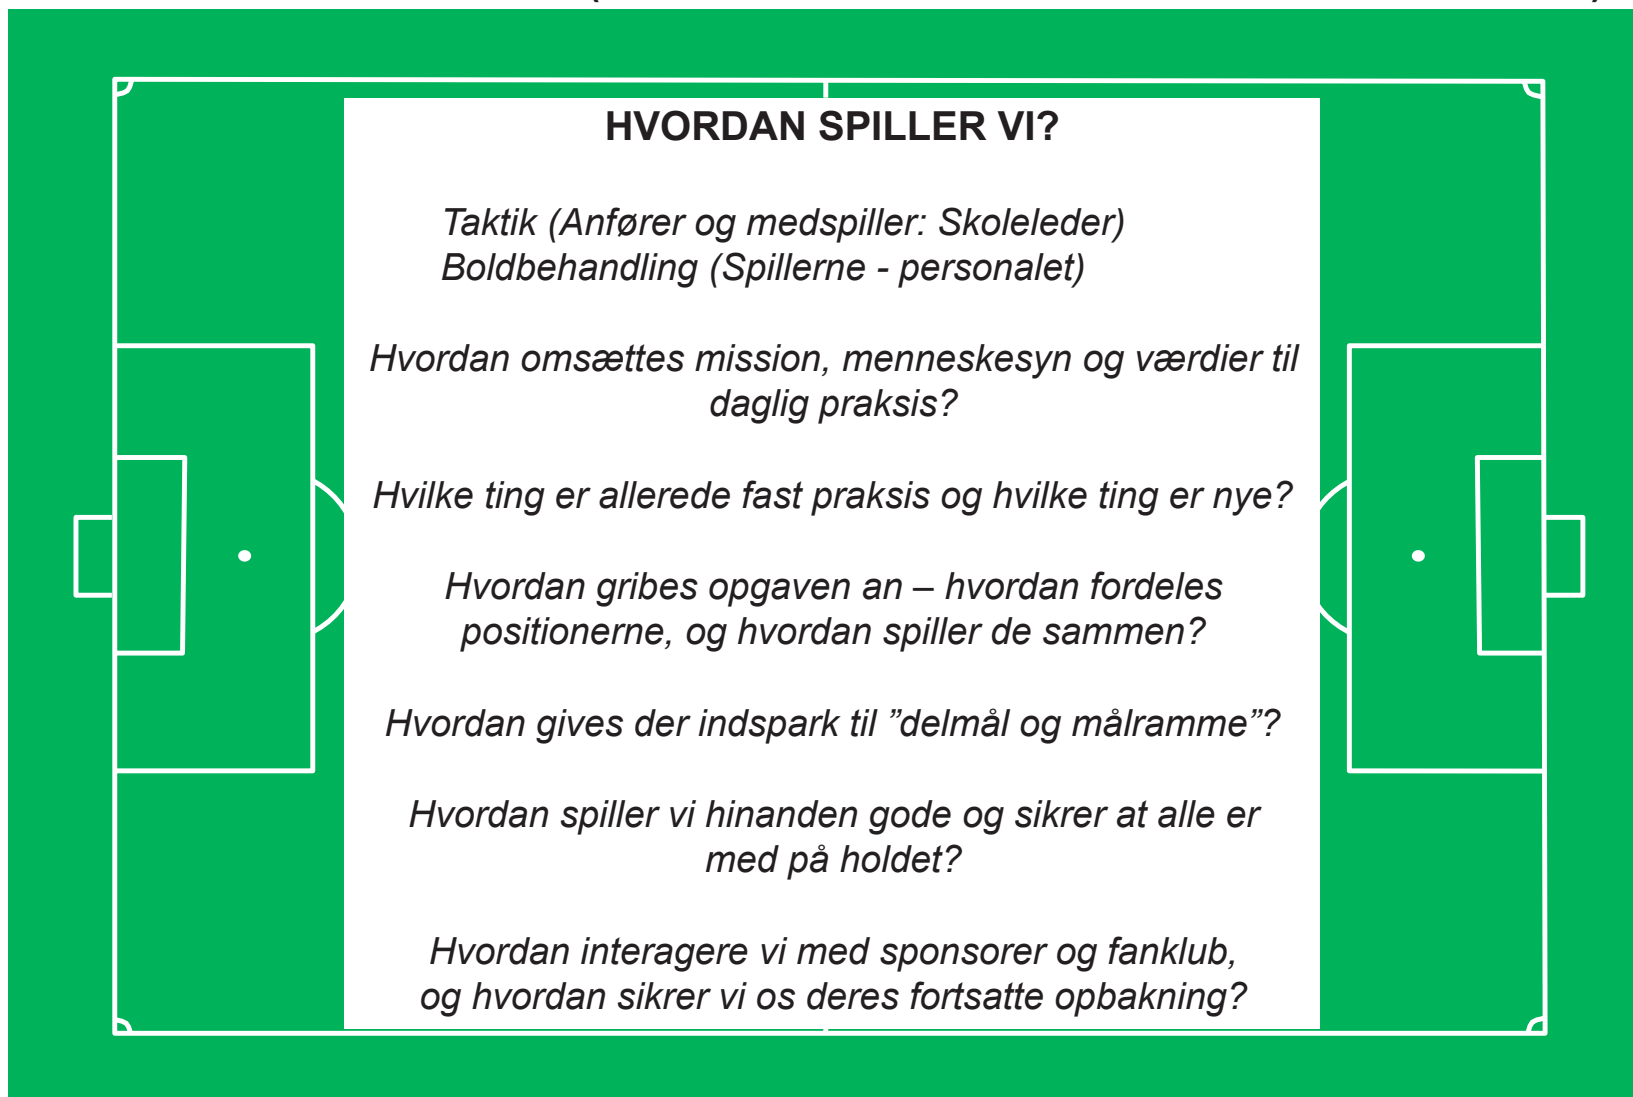 HVORDAN SPILLER VI?
Taktik (Anfører og medspiller: Skoleleder)
Boldbehandling (Spillerne - personalet)
Hvordan omsættes mission, menneskesyn og værdier til
daglig praksis?
Hvilke ting er allerede fast praksis og hvilke ting er nye?
Hvordan gribes opgaven an – hvordan fordeles
positionerne, og hvordan spiller de sammen?
Hvordan gives der indspark til ”delmål og målramme”?
Hvordan spiller vi hinanden gode og sikrer at alle er
med på holdet?
Hvordan interagere vi med sponsorer og fanklub,
og hvordan sikrer vi os deres fortsatte opbakning?